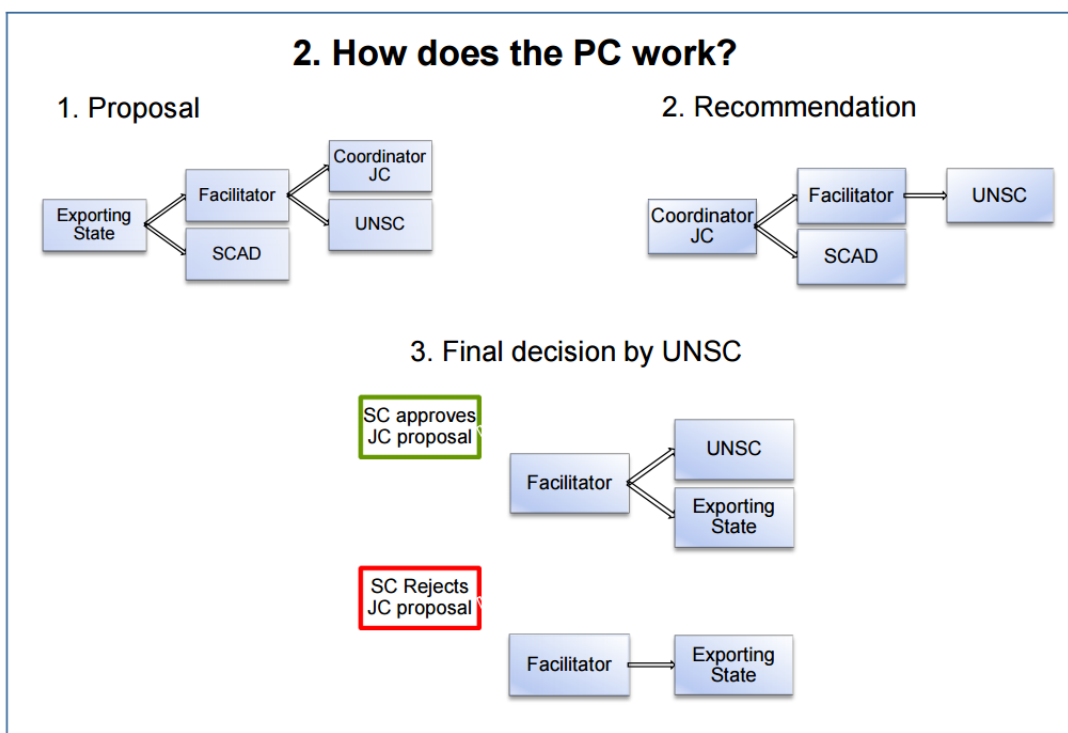 2. How does the PC work?
1. Proposal
Exporting
State
Facilitator
SCAD
Coordinator
JC
UNSC
2. Recommendation
Coordinator
JC
Facilitator
SCAD
UNSC
3. Final decision by UNSC
SC approves
JC proposal
Facilitator
UNSC
Exporting
State
SC Rejects
JC proposal
Facilitator
Exporting
State